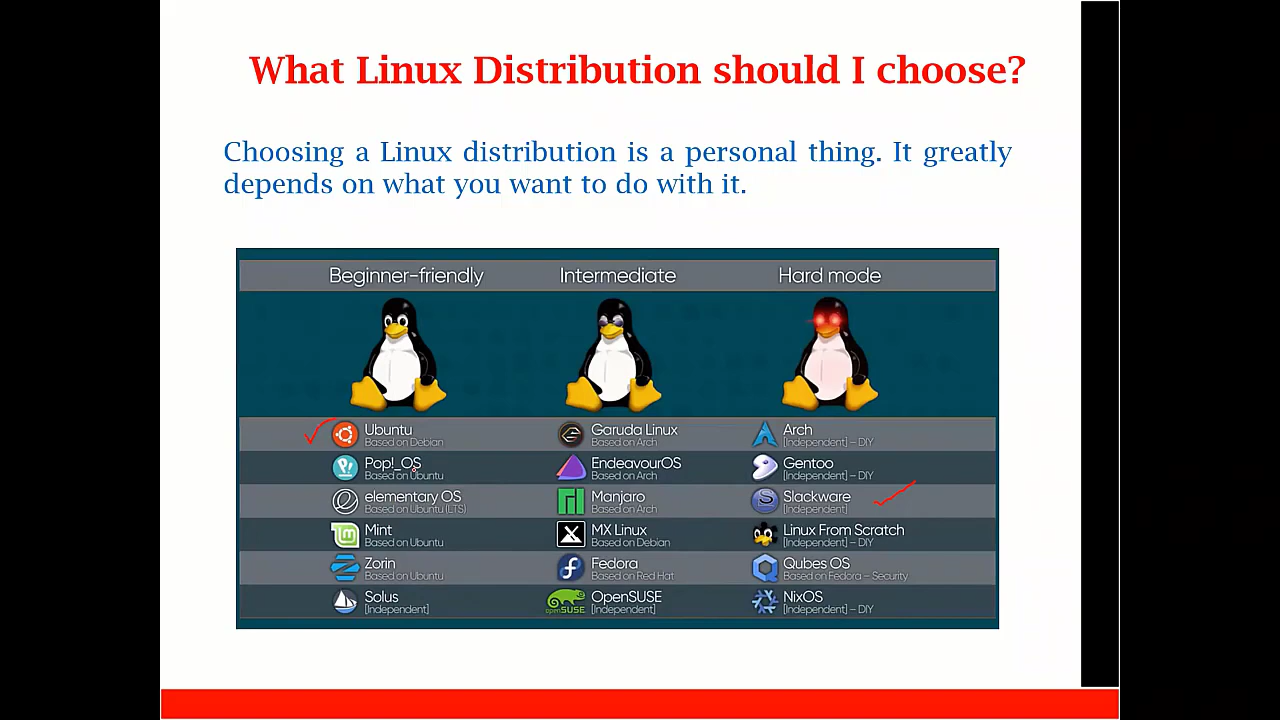 What Linux Distribution should I choose?
Choosing a Linux distribution is a personal thing. It greatly
depends on what you want to do with it.
Beginner-friendly Intermediate Hard mode
Ubuntu Garuda Linux Arch
Based on Debian Based on Arch [Independent] – DIY
Pop!_OS EndeavourOS Gentoo
Based on Ubuntu Based on Arch [Independent] – DIY
elementary OS Manjaro Slackware
Based on Ubuntu (LTS) Based on Arch [Independent]
Mint MX Linux Linux From Scratch
Based on Ubuntu Based on Debian [Independent] – DIY
Zorin Fedora Qubes OS
Based on Ubuntu Based on Red Hat Based on Fedora – Security
Solus OpenSUSE NixOS
[Independent] openSUSE [Independent] [Independent] – DIY